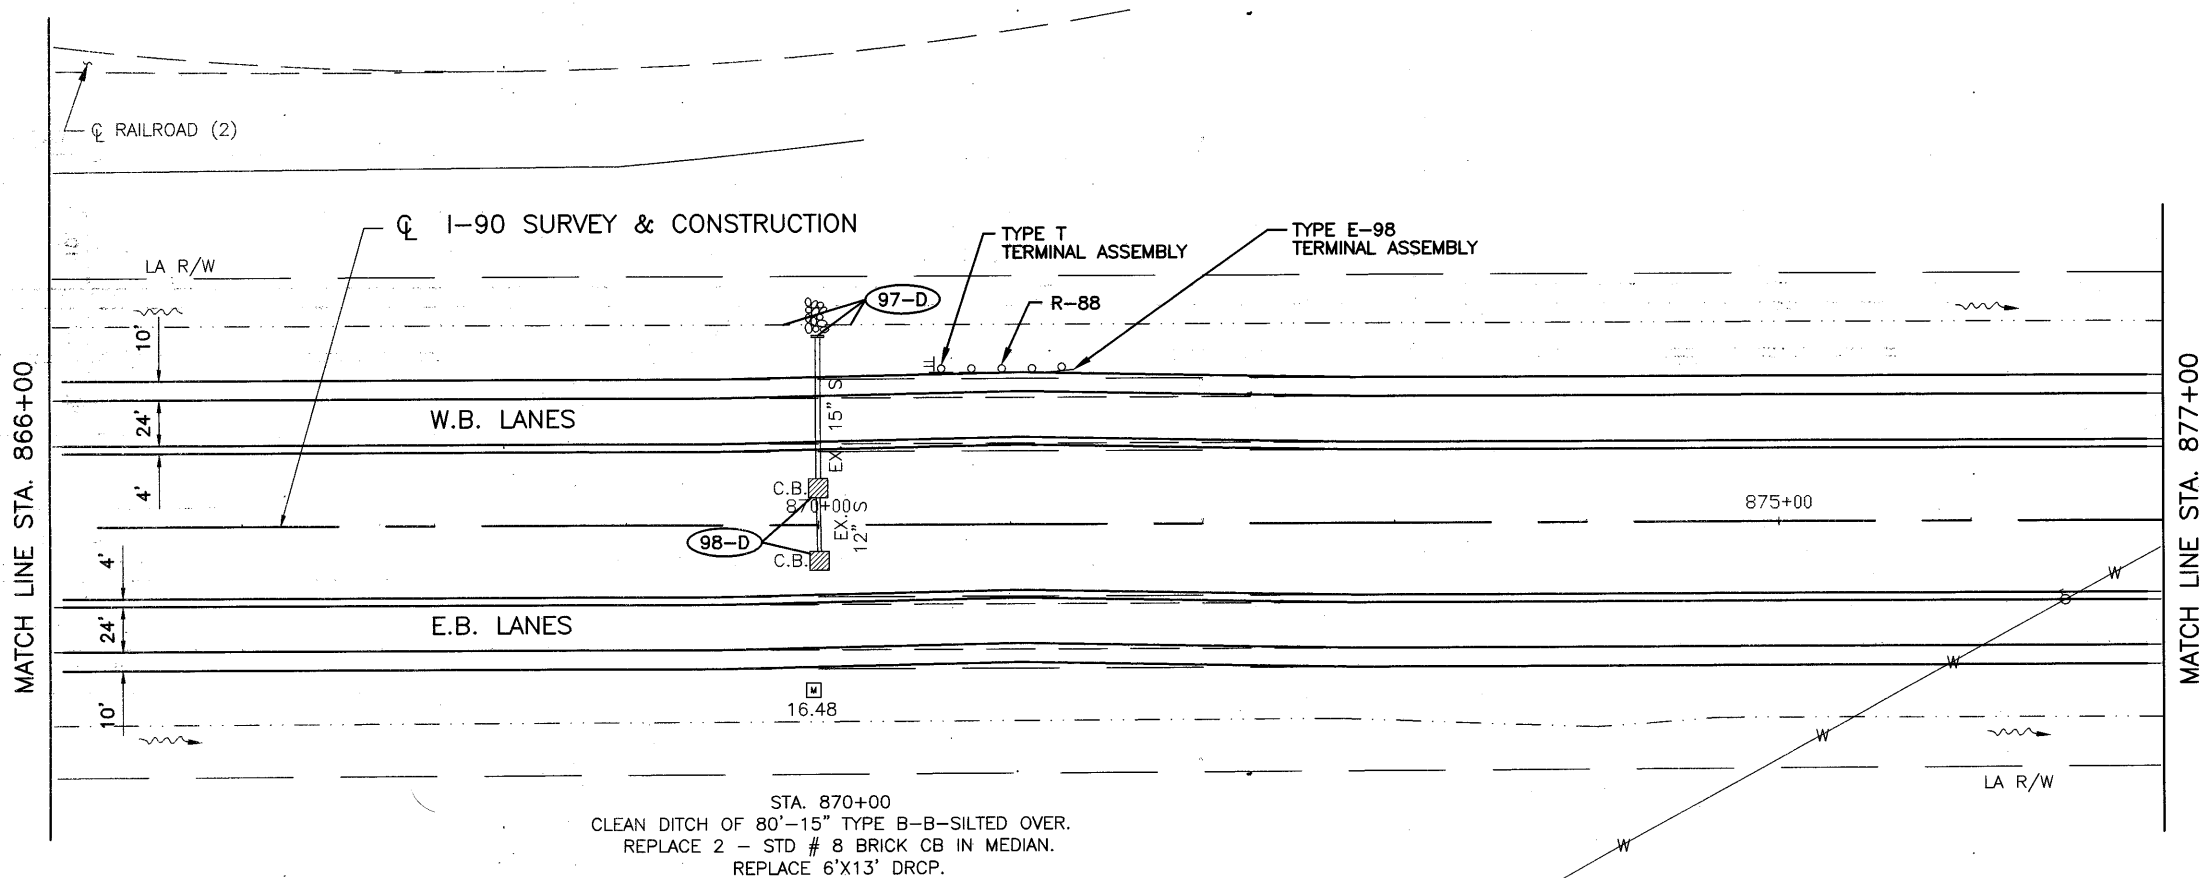 ℄ RAILROAD (2)
℄ I-90 SURVEY & CONSTRUCTION
TYPE T
TERMINAL ASSEMBLY
TYPE E-98
TERMINAL ASSEMBLY
LA R/W
97-D
R-88
10'
24'
4'
W.B. LANES
EX. 15" S
C.B.
870+00
875+00
EX.
12" S
98-D
C.B.
4'
24'
10'
E.B. LANES
M
16.48
W
W
W
W
LA R/W
MATCH LINE STA. 866+00
MATCH LINE STA. 877+00
STA. 870+00
CLEAN DITCH OF 80'-15" TYPE B-B-SILTED OVER.
REPLACE 2 - STD # 8 BRICK CB IN MEDIAN.
REPLACE 6'X13' DRCP.